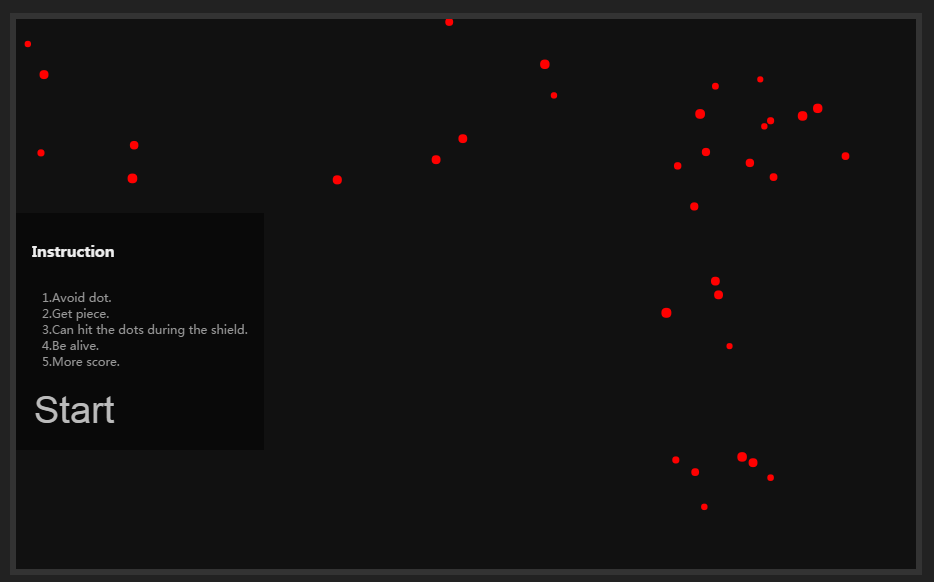 Instruction
1.Avoid dot.
2.Get piece.
3.Can hit the dots during the shield.
4.Be alive.
5.More score.
Start